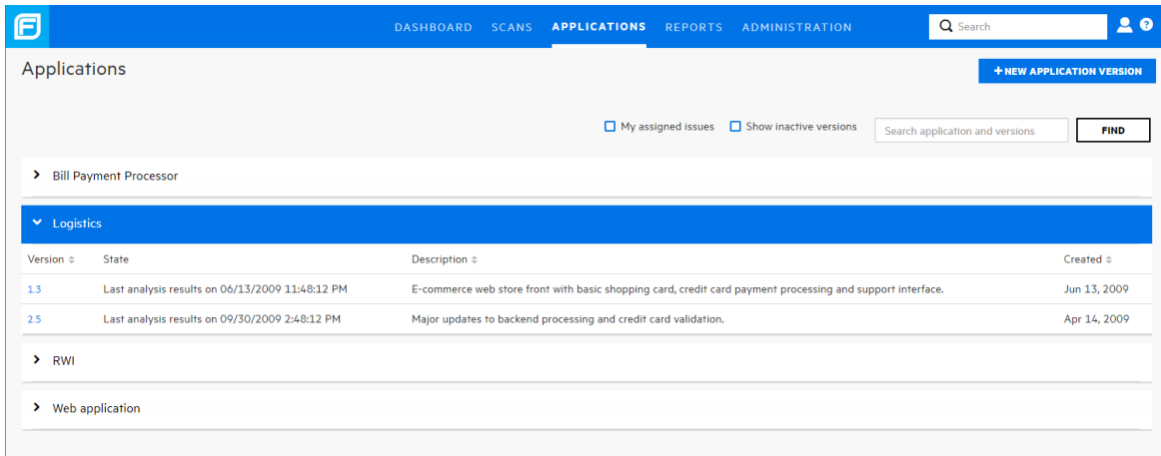 DASHBOARD SCANS APPLICATIONS REPORTS ADMINISTRATION Search
Applications
+NEW APPLICATION VERSION
My assigned issues Show inactive versions Search application and versions FIND
Bill Payment Processor
Logistics
Version State Description Created
1.3 Last analysis results on 06/13/2009 11:48:12 PM E-commerce web store front with basic shopping card, credit card payment processing and support interface. Jun 13, 2009
2.5 Last analysis results on 09/30/2009 2:48:12 PM Major updates to backend processing and credit card validation. Apr 14, 2009
RWI
Web application